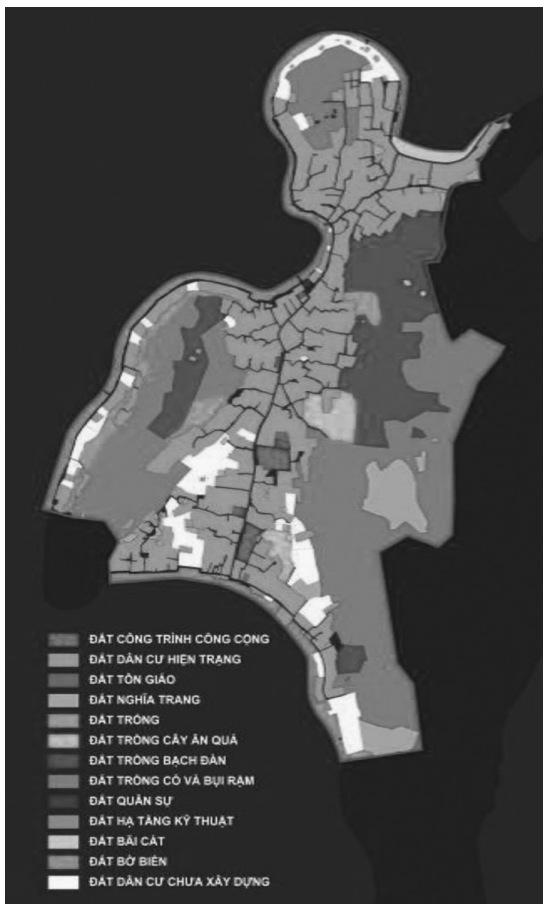 ĐẤT CÔNG TRÌNH CÔNG CỘNG
ĐẤT DÂN CƯ HIỆN TRẠNG
ĐẤT TÔN GIÁO
ĐẤT NGHĨA TRANG
ĐẤT TRỐNG
ĐẤT TRỒNG CÂY ĂN QUẢ
ĐẤT TRỒNG BẠCH ĐÀN
ĐẤT TRỒNG CỎ VÀ BỤI RẬM
ĐẤT QUÂN SỰ
ĐẤT HẠ TẦNG KỸ THUẬT
ĐẤT BÃI CÁT
ĐẤT BỜ BIỂN
ĐẤT DÂN CƯ CHƯA XÂY DỰNG